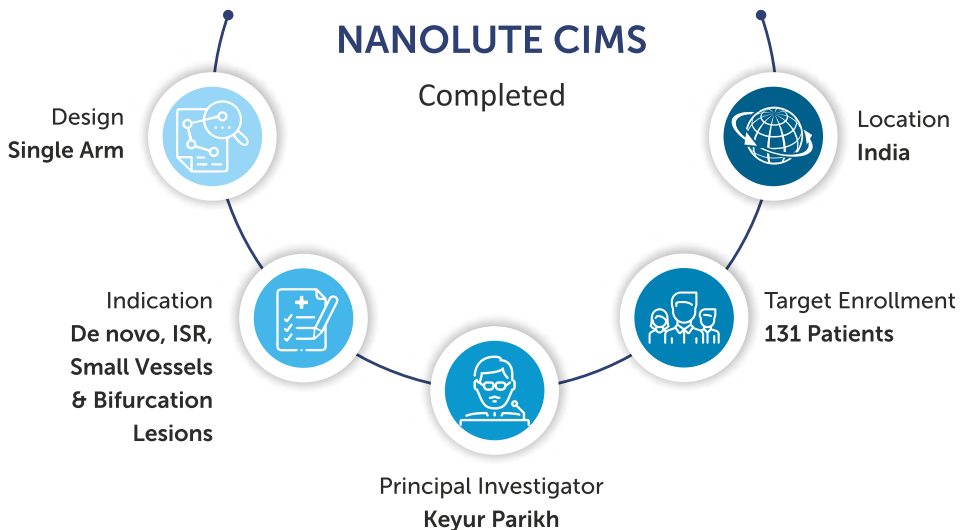 NANOLUTE CIMS
Completed
Design
Single Arm
Indication
De novo, ISR,
Small Vessels
& Bifurcation
Lesions
Principal Investigator
Keyur Parikh
Target Enrollment
131 Patients
Location
India